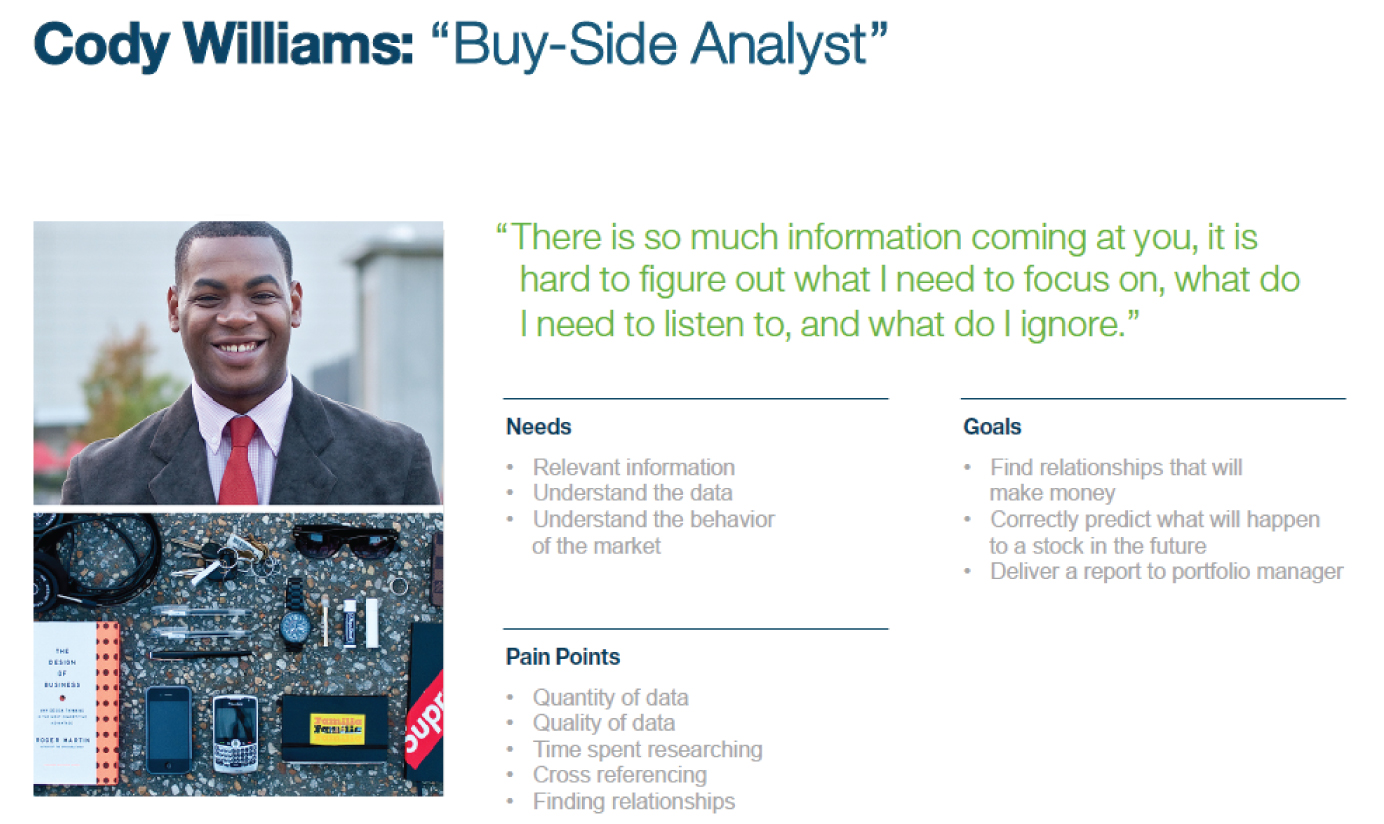 Cody Williams: “Buy-Side Analyst”
“There is so much information coming at you, it is
hard to figure out what I need to focus on, what do
I need to listen to, and what do I ignore.”
Needs
• Relevant information
• Understand the data
• Understand the behavior
of the market
Goals
• Find relationships that will
make money
• Correctly predict what will happen
to a stock in the future
• Deliver a report to portfolio manager
Pain Points
• Quantity of data
• Quality of data
• Time spent researching
• Cross referencing
• Finding relationships
THE
DESIGN
OF
BUSINESS
ROGER MARTIN
Familia
Supr